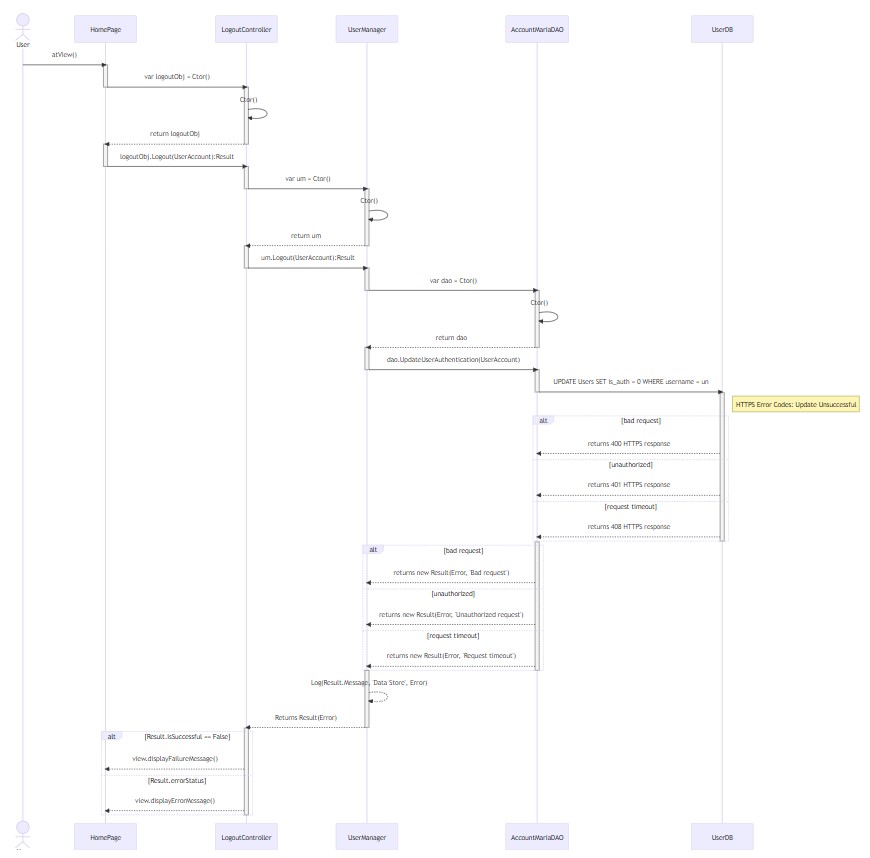 HomePage
LogoutController
UserManager
AccountMariaDAO
UserDB
User
atView()
var logoutObj = Ctor()
Ctor()
return logoutObj
logoutObj.Logout(UserAccount):Result
var um = Ctor()
Ctor()
return um
um.Logout(UserAccount):Result
var dao = Ctor()
Ctor()
return dao
dao.UpdateUserAuthentication(UserAccount)
UPDATE Users SET is_auth = 0 WHERE username = un
HTTPS Error Codes: Update Unsuccessful
alt
[bad request]
returns 400 HTTPS response
[unauthorized]
returns 401 HTTPS response
[request timeout]
returns 408 HTTPS response
alt
[bad request]
returns new Result(Error, 'Bad request')
[unauthorized]
returns new Result(Error, 'Unauthorized request')
[request timeout]
returns new Result(Error, 'Request timeout')
Log(Result.Message, 'Data Store', Error)
Returns Result(Error)
alt
[Result.IsSuccessful == False]
view.displayFailureMessage()
[Result.errorStatus]
view.displayErrorMessage()
HomePage
LogoutController
UserManager
AccountMariaDAO
UserDB